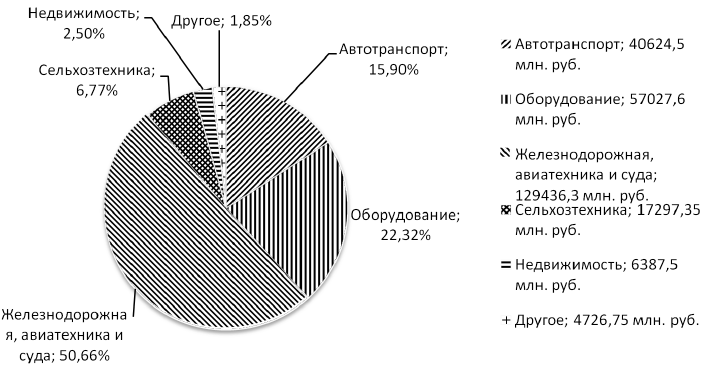 Недвижимость;
2,50%
Другое; 1,85%
Автотранспорт;
15,90%
Сельхозтехника;
6,77%
Оборудование;
22,32%
Железнодорожна
я, авиатехника и
суда; 50,66%
Автотранспорт; 40624,5
млн. руб.
Оборудование; 57027,6
млн. руб.
Железнодорожная,
авиатехника и суда;
129436,3 млн. руб.
Сельхозтехника; 17297,35
млн. руб.
Недвижимость; 6387,5
млн. руб.
Другое; 4726,75 млн. руб.